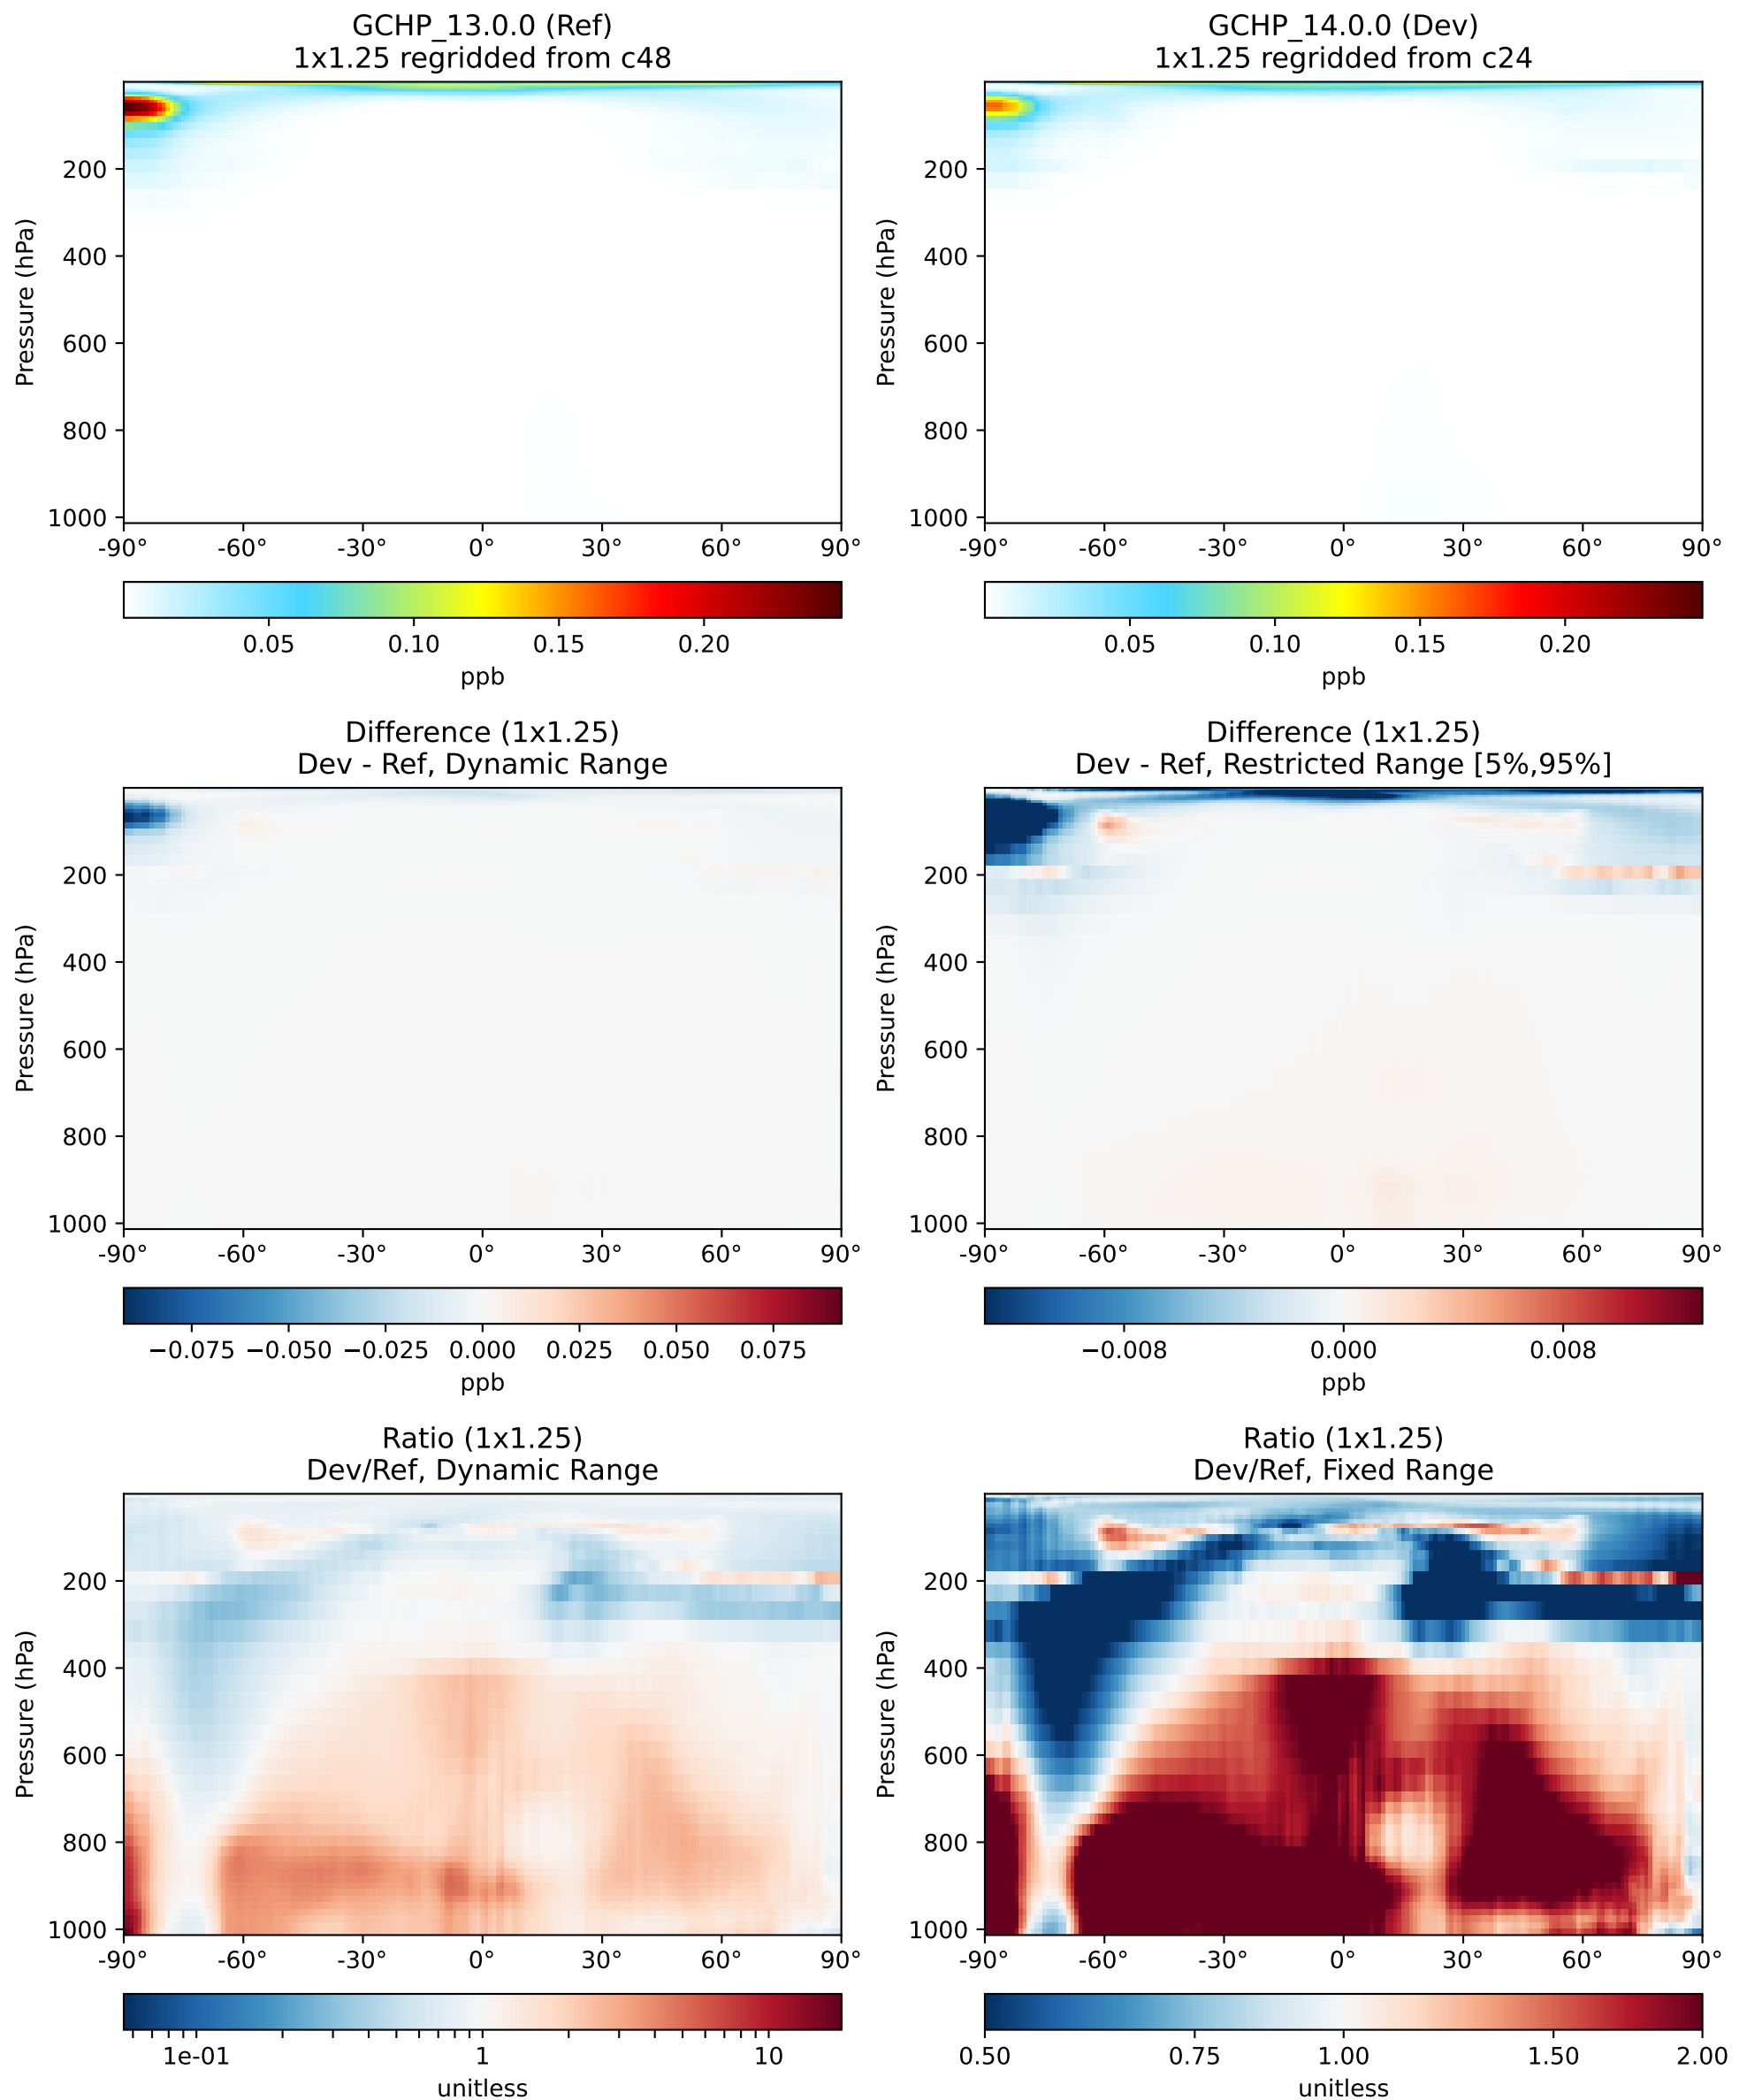 GCHP_13.0.0 (Ref)
1x1.25 regridded from c48
GCHP_14.0.0 (Dev)
1x1.25 regridded from c24
Pressure (hPa)
200
400
600
800
1000
-90° -60° -30° 0° 30° 60° 90°
0.05 0.10 0.15 0.20
ppb
Pressure (hPa)
200
400
600
800
1000
-90° -60° -30° 0° 30° 60° 90°
0.05 0.10 0.15 0.20
ppb
Difference (1x1.25)
Dev - Ref, Dynamic Range
Difference (1x1.25)
Dev - Ref, Restricted Range [5%,95%]
Pressure (hPa)
200
400
600
800
1000
-90° -60° -30° 0° 30° 60° 90°
−0.075 −0.050 −0.025 0.000 0.025 0.050 0.075
ppb
Pressure (hPa)
200
400
600
800
1000
-90° -60° -30° 0° 30° 60° 90°
−0.008 0.000 0.008
ppb
Ratio (1x1.25)
Dev/Ref, Dynamic Range
Ratio (1x1.25)
Dev/Ref, Fixed Range
Pressure (hPa)
200
400
600
800
1000
-90° -60° -30° 0° 30° 60° 90°
1e-01 1 10
unitless
Pressure (hPa)
200
400
600
800
1000
-90° -60° -30° 0° 30° 60° 90°
0.50 0.75 1.00 1.50 2.00
unitless